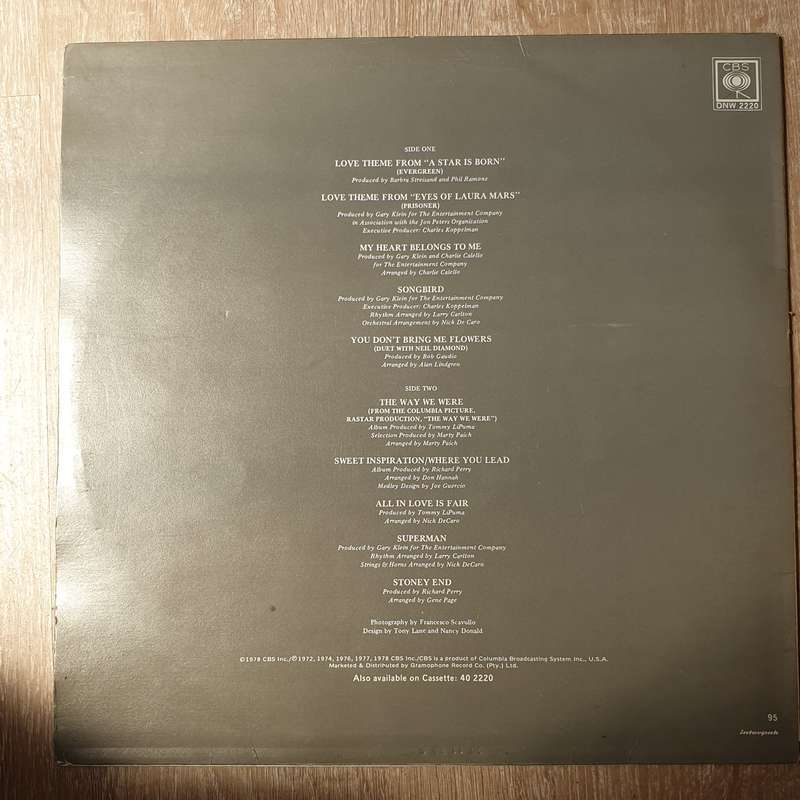 CBS
DNW 2220
SIDE ONE
LOVE THEME FROM "A STAR IS BORN"
(EVERGREEN)
Produced by Barbra Streisand and Phil Ramone
LOVE THEME FROM "EYES OF LAURA MARS"
(PRISONER)
Produced by Gary Klein for The Entertainment Company
in Association with the Jon Peters Organization
Executive Producer: Charles Koppelman
MY HEART BELONGS TO ME
Produced by Gary Klein and Charlie Calello
for The Entertainment Company
Arranged by Charlie Calello
SONGBIRD
Produced by Gary Klein for The Entertainment Company
Executive Producer: Charles Koppelman
Rhythm Arranged by Larry Carlton
Orchestral Arrangement by Nick De Caro
YOU DON'T BRING ME FLOWERS
(DUET WITH NEIL DIAMOND)
Produced by Bob Gaudio
Arranged by Alan Lindgren
SIDE TWO
THE WAY WE WERE
(FROM THE COLUMBIA PICTURE,
RASTAR PRODUCTION, "THE WAY WE WERE")
Album Produced by Tommy LiPuma
Selection Produced by Marty Paich
Arranged by Marty Paich
SWEET INSPIRATION/WHERE YOU LEAD
Album Produced by Richard Perry
Arranged by Don Hannah
Medley Design by Joe Guercio
ALL IN LOVE IS FAIR
Produced by Tommy LiPuma
Arranged by Nick DeCaro
SUPERMAN
Produced by Gary Klein for The Entertainment Company
Rhythm Arranged by Larry Carlton
Strings & Horns Arranged by Nick DeCaro
STONEY END
Produced by Richard Perry
Arranged by Gene Page
Photography by Francesco Scavullo
Design by Tony Lane and Nancy Donald
©1978 CBS Inc./℗1972, 1974, 1976, 1977, 1978 CBS Inc./CBS is a product of Columbia Broadcasting System Inc., U.S.A.
Marketed & Distributed by Gramophone Record Co. (Pty.) Ltd.
Also available on Cassette: 40 2220
95